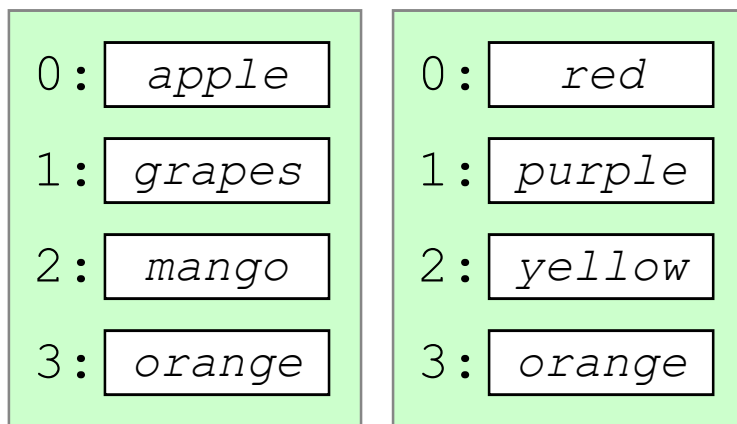 0: apple
1: grapes
2: mango
3: orange
0: red
1: purple
2: yellow
3: orange